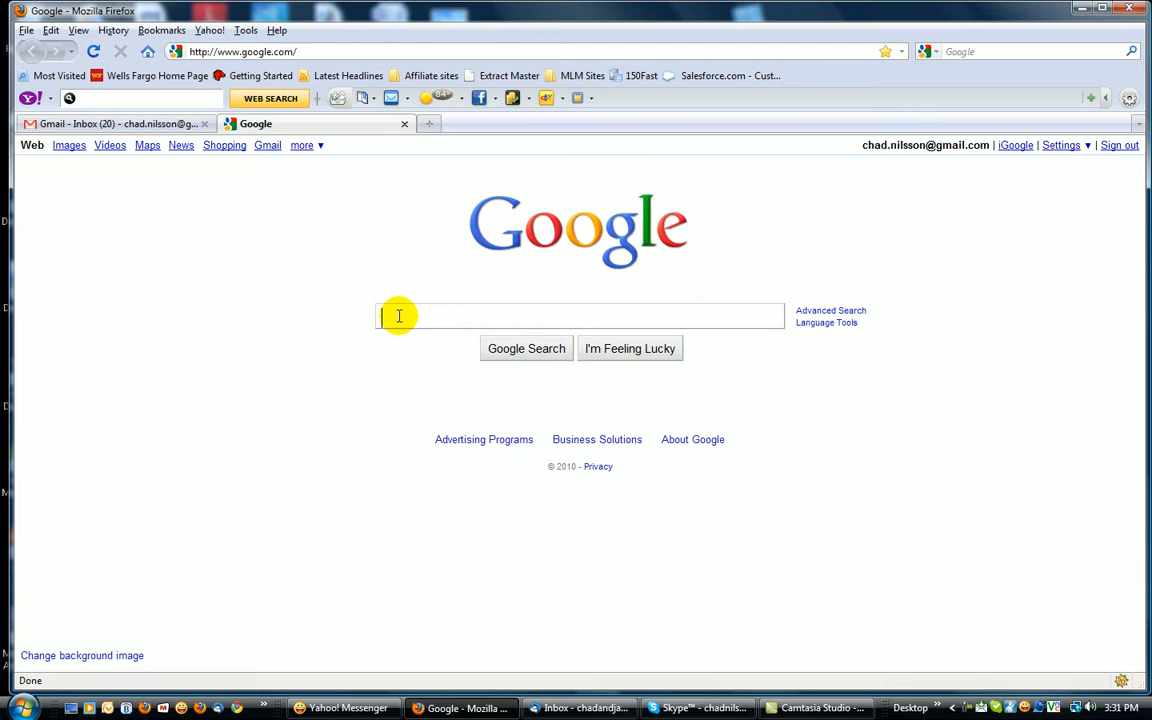 Google - Mozilla Firefox
File Edit View History Bookmarks Yahoo! Tools Help
http://www.google.com/ Google
Most Visited Wells Fargo Home Page Getting Started Latest Headlines Affiliate sites Extract Master MLM Sites 150Fast Salesforce.com - Cust...
Y! WEB SEARCH 84°
Gmail - Inbox (20) - chad.nilsson@g... Google
Web Images Videos Maps News Shopping Gmail more ▼ chad.nilsson@gmail.com | iGoogle | Settings ▼ | Sign out
Google
Advanced Search
Language Tools
Google Search I'm Feeling Lucky
Advertising Programs Business Solutions About Google
© 2010 - Privacy
Change background image
Done
Yahoo! Messenger Google - Mozilla ... Inbox - chadandja... Skype™ - chadnils... Camtasia Studio -... Desktop 3:31 PM